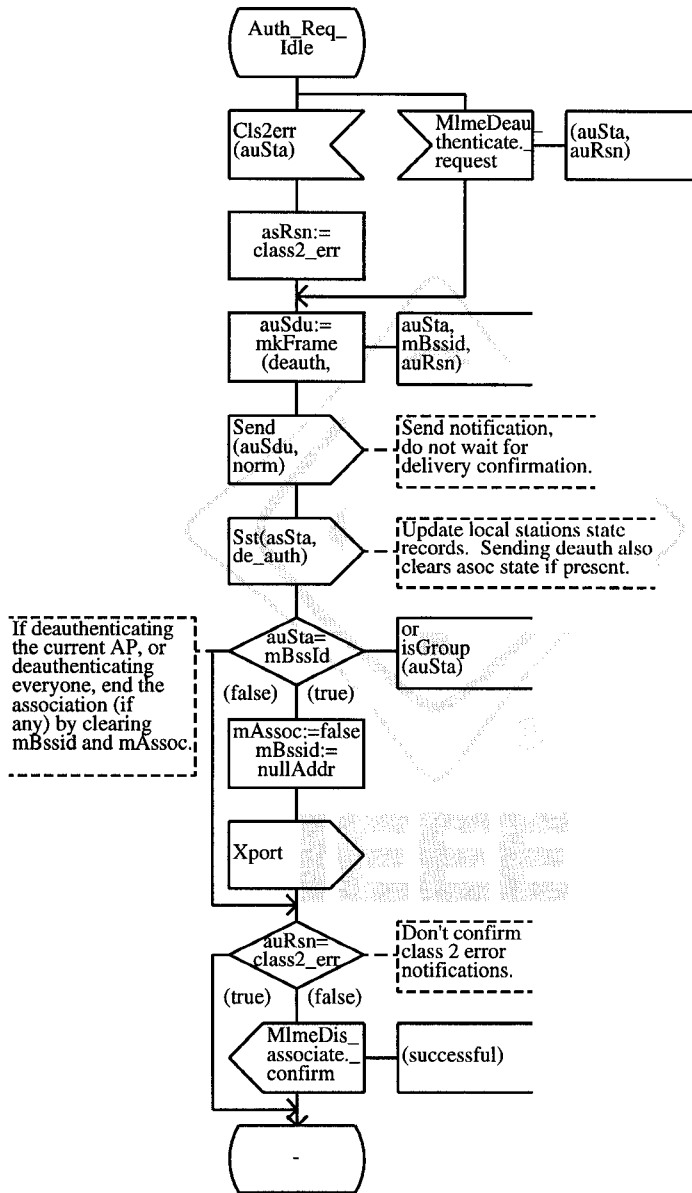 Auth_Req_
Idle
Cls2err
(auSta)
MlmeDeau_
thenticate._
request
(auSta,
auRsn)
asRsn:=
class2_err
auSdu:=
mkFrame
(deauth,
auSta,
mBssid,
auRsn)
Send
(auSdu,
norm)
Send notification,
do not wait for
delivery confirmation.
Sst(asSta,
de_auth)
Update local stations state
records. Sending deauth also
clears asoc state if present.
If deauthenticating
the current AP, or
deauthenticating
everyone, end the
association (if
any) by clearing
mBssid and mAssoc.
auSta=
mBssId
or
isGroup
(auSta)
(false) (true)
mAssoc:=false
mBssid:=
nullAddr
Xport
IEEE
auRsn=
class2_err
Don't confirm
class 2 error
notifications.
(true) (false)
MlmeDis_
associate._
confirm
(successful)
-